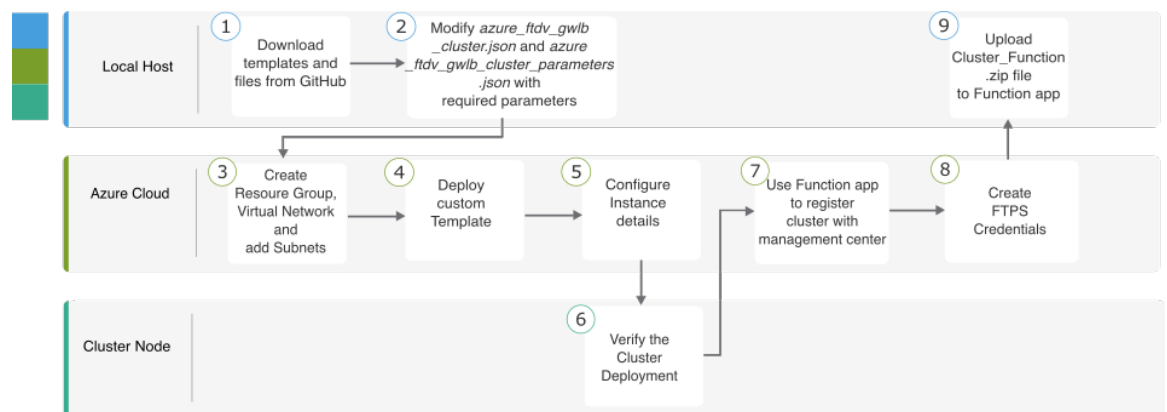 Local Host
1
Download
templates and
files from GitHub
2
Modify azure_ftdv_gwlb
_cluster.json and azure
_ftdv_gwlb_cluster_parameters
.json with
required parameters
9
Upload
Cluster_Function
.zip file
to Function app
Azure Cloud
3
Create
Resoure Group,
Virtual Network
and
add Subnets
4
Deploy
custom
Template
5
Configure
Instance
details
7
Use Function app
to register
cluster with
management center
8
Create
FTPS
Credentials
Cluster Node
6
Verify the
Cluster
Deployment